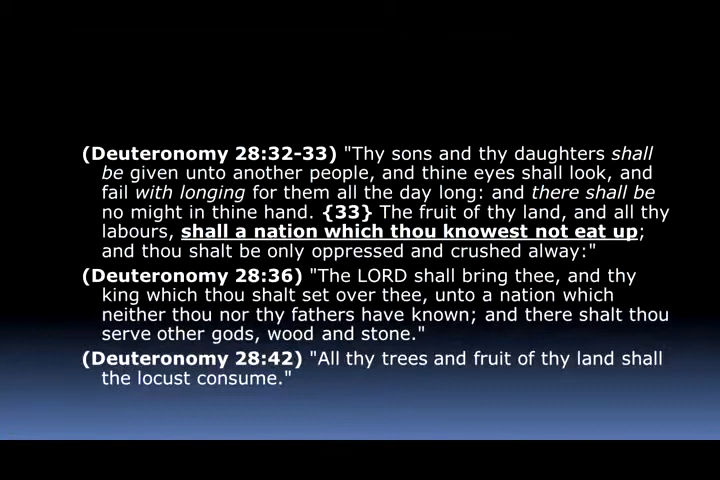 (Deuteronomy 28:32-33) "Thy sons and thy daughters shall
be given unto another people, and thine eyes shall look, and
fail with longing for them all the day long: and there shall be
no might in thine hand. {33} The fruit of thy land, and all thy
labours, shall a nation which thou knowest not eat up;
and thou shalt be only oppressed and crushed alway:"
(Deuteronomy 28:36) "The LORD shall bring thee, and thy
king which thou shalt set over thee, unto a nation which
neither thou nor thy fathers have known; and there shalt thou
serve other gods, wood and stone."
(Deuteronomy 28:42) "All thy trees and fruit of thy land shall
the locust consume."